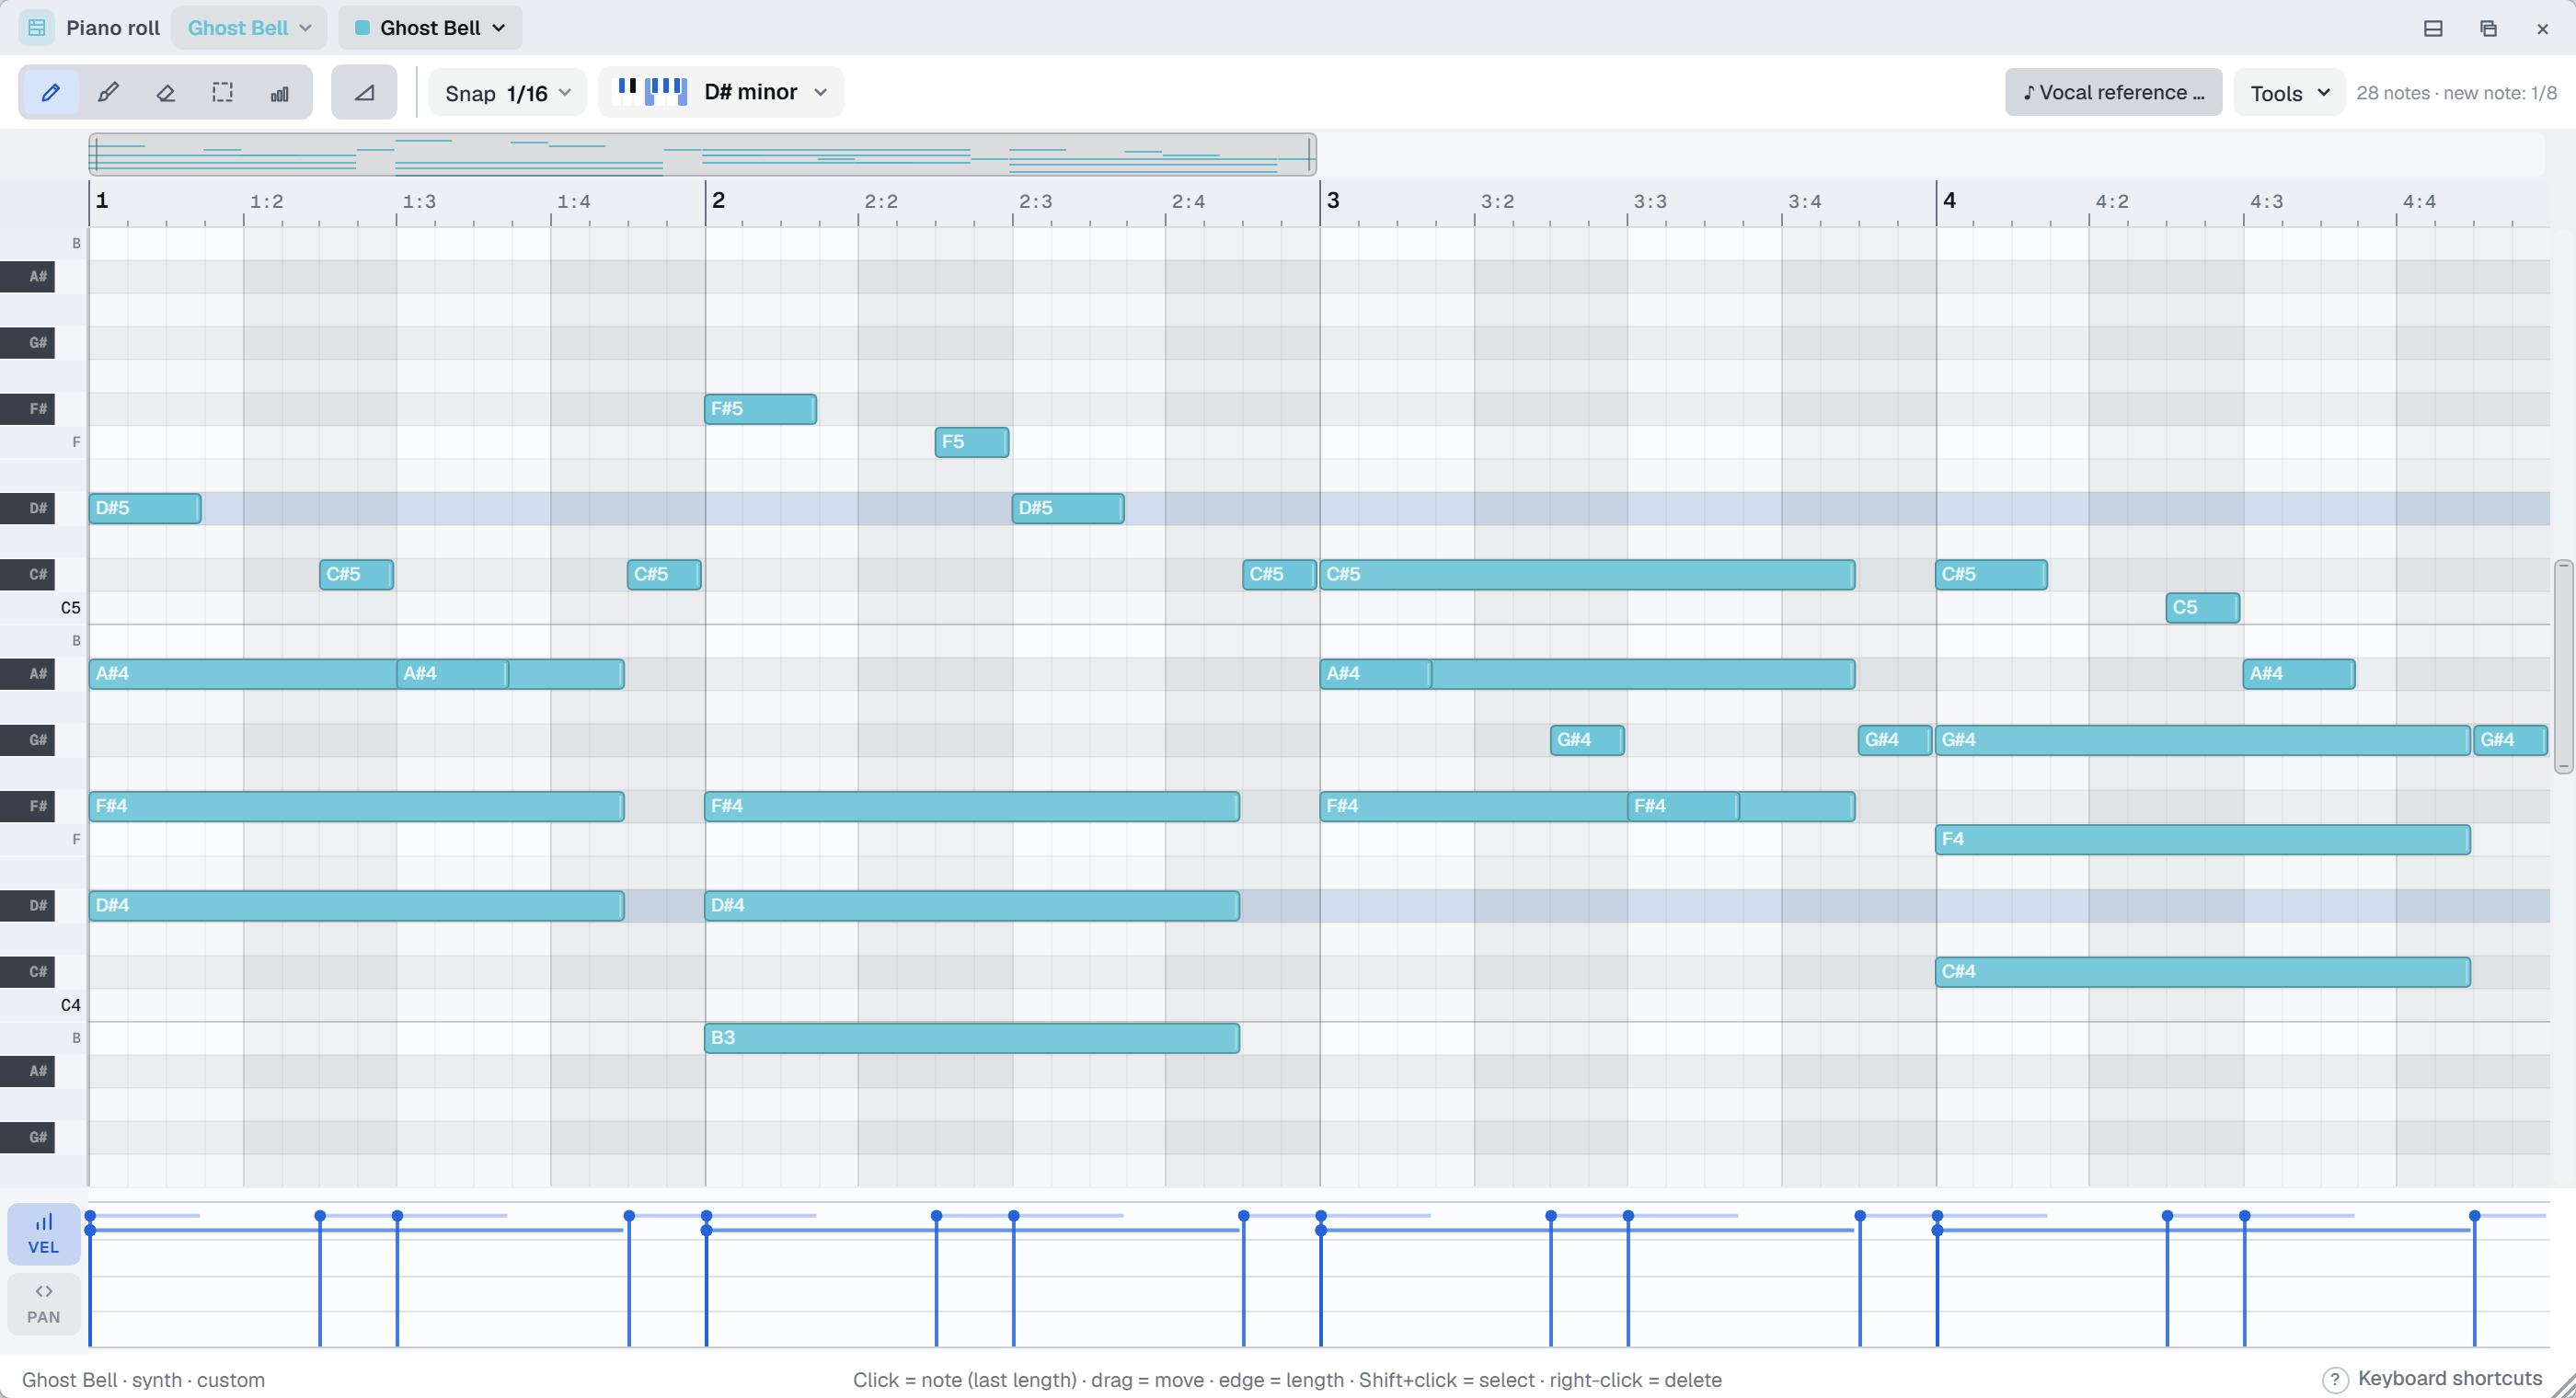 Piano roll Ghost Bell Ghost Bell
Snap 1/16 D# minor ♪ Vocal reference ... Tools 28 notes · new note: 1/8
1 1:2 1:3 1:4 2 2:2 2:3 2:4 3 3:2 3:3 3:4 4 4:2 4:3 4:4
B
A#
G#
F# F#5
F F5
D# D#5 D#5
C# C#5 C#5 C#5 C#5 C#5
C5 C5
B
A# A#4 A#4 A#4 A#4
G# G#4 G#4 G#4 G#4
F# F#4 F#4 F#4 F#4
F F4
D# D#4 D#4
C# C#4
C4
B B3
A#
G#
VEL
PAN
Ghost Bell · synth · custom Click = note (last length) · drag = move · edge = length · Shift+click = select · right-click = delete ? Keyboard shortcuts